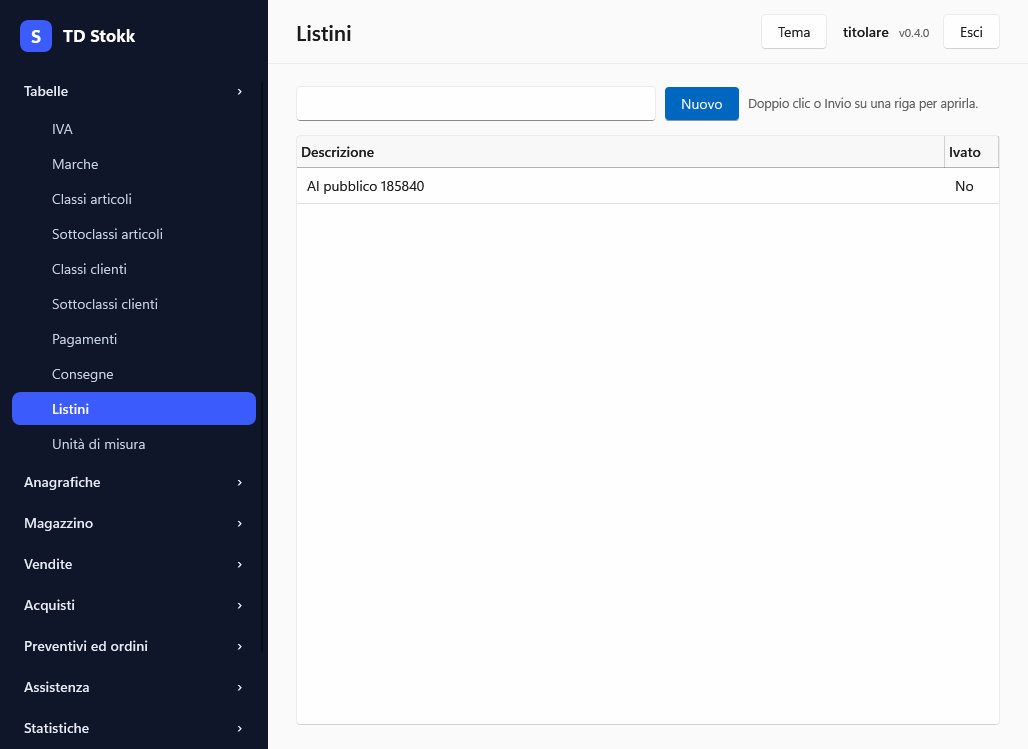 S TD Stokk
Tabelle
IVA
Marche
Classi articoli
Sottoclassi articoli
Classi clienti
Sottoclassi clienti
Pagamenti
Consegne
Listini
Unità di misura
Anagrafiche
Magazzino
Vendite
Acquisti
Preventivi ed ordini
Assistenza
Statistiche
Listini
Tema titolare v0.4.0 Esci
Nuovo Doppio clic o Invio su una riga per aprirla.
Descrizione Ivato
Al pubblico 185840 No